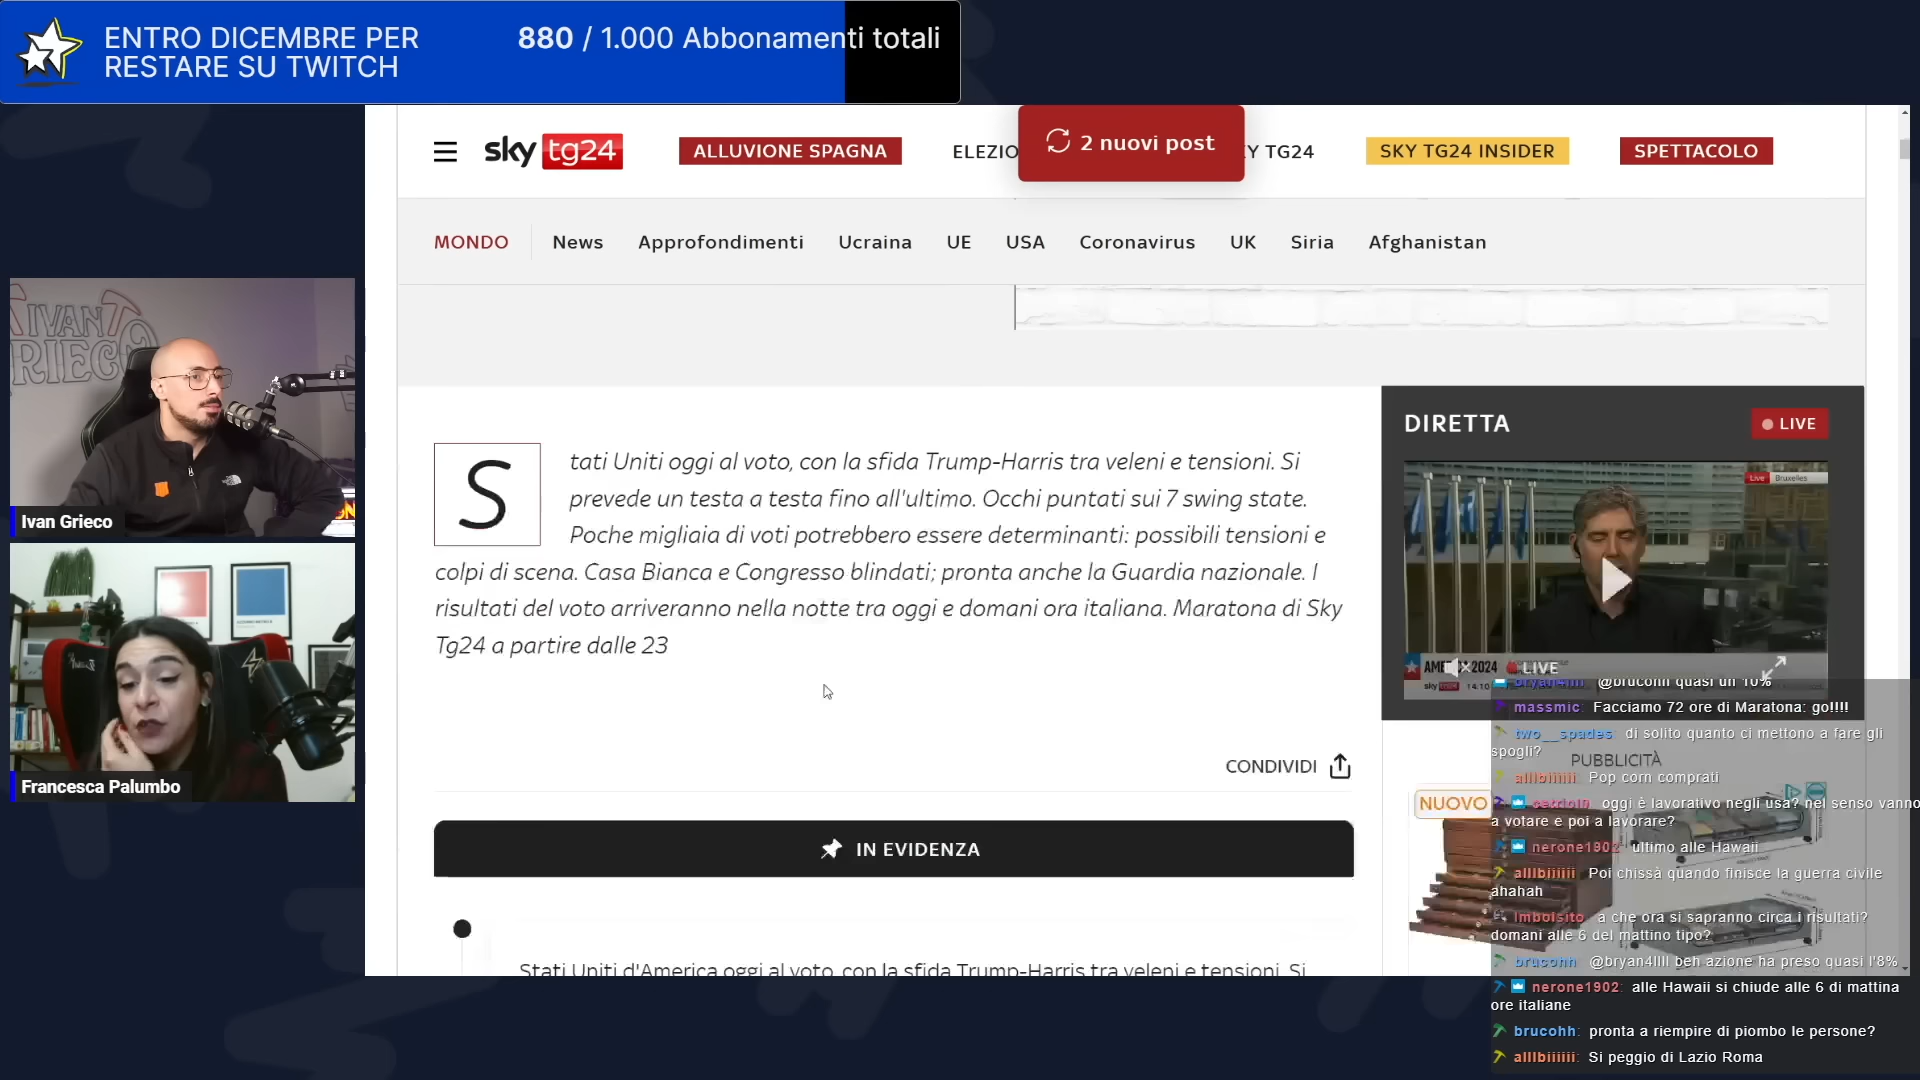 ENTRO DICEMBRE PER
RESTARE SU TWITCH
880 / 1.000 Abbonamenti totali
sky tg24
ALLUVIONE SPAGNA
ELEZIO
2 nuovi post
Y TG24
SKY TG24 INSIDER
SPETTACOLO
MONDO
News
Approfondimenti
Ucraina
UE
USA
Coronavirus
UK
Siria
Afghanistan
IVAN
GRIECO
Ivan Grieco
Francesca Palumbo
Stati Uniti oggi al voto, con la sfida Trump-Harris tra veleni e tensioni. Si
prevede un testa a testa fino all'ultimo. Occhi puntati sui 7 swing state.
Poche migliaia di voti potrebbero essere determinanti: possibili tensioni e
colpi di scena. Casa Bianca e Congresso blindati; pronta anche la Guardia nazionale. I
risultati del voto arriveranno nella notte tra oggi e domani ora italiana. Maratona di Sky
Tg24 a partire dalle 23
CONDIVIDI
IN EVIDENZA
Stati Uniti d'America oggi al voto, con la sfida Trump-Harris tra veleni e tensioni. Si
DIRETTA
LIVE
Live Bruxelles
2024
LIVE
sky 14:10
PUBBLICITÀ
NUOVO
@brucohh quasi un 10%
massmic: Facciamo 72 ore di Maratona: go!!!!
two__spades: di solito quanto ci mettono a fare gli
spogli?
alllbiiiiii: Pop corn comprati
oggi è lavorativo negli usa? nel senso vanno
a votare e poi a lavorare?
nerone1902: ultimo alle Hawaii
alllbiiiiii: Poi chissà quando finisce la guerra civile
ahahah
imbolsito: a che ora si sapranno circa i risultati?
domani alle 6 del mattino tipo?
brucohh: @bryan4llll beh azione ha preso quasi l'8%
nerone1902: alle Hawaii si chiude alle 6 di mattina
ore italiane
brucohh: pronta a riempire di piombo le persone?
alllbiiiiii: Si peggio di Lazio Roma